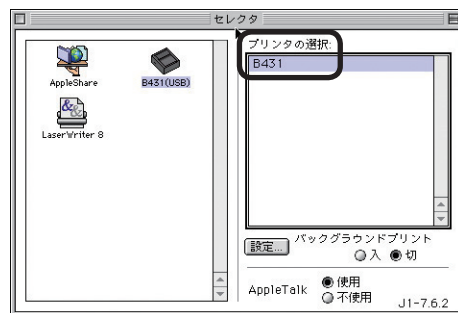 セレクタ
AppleShare
B431(USB)
LaserWriter 8
プリンタの選択:
B431
設定...
バックグラウンドプリント
入 切
AppleTalk
使用
不使用
J1-7.6.2